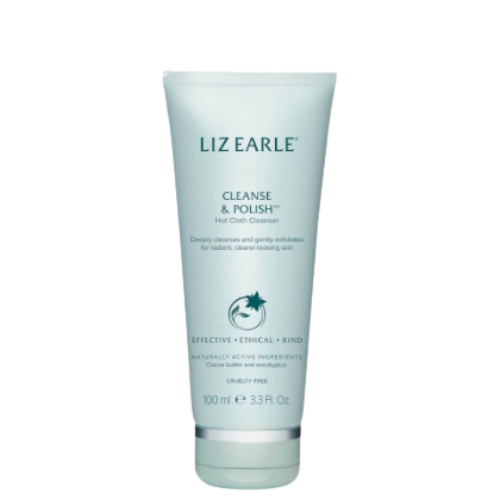 LIZ EARLE®
CLEANSE
& POLISH™
Hot Cloth Cleanser
Deeply cleanses and gently exfoliates
for radiant, clearer-looking skin
EFFECTIVE • ETHICAL • KIND
NATURALLY ACTIVE INGREDIENTS
Cocoa butter and eucalyptus
CRUELTY FREE
100 ml ℮ 3.3 Fl. Oz.